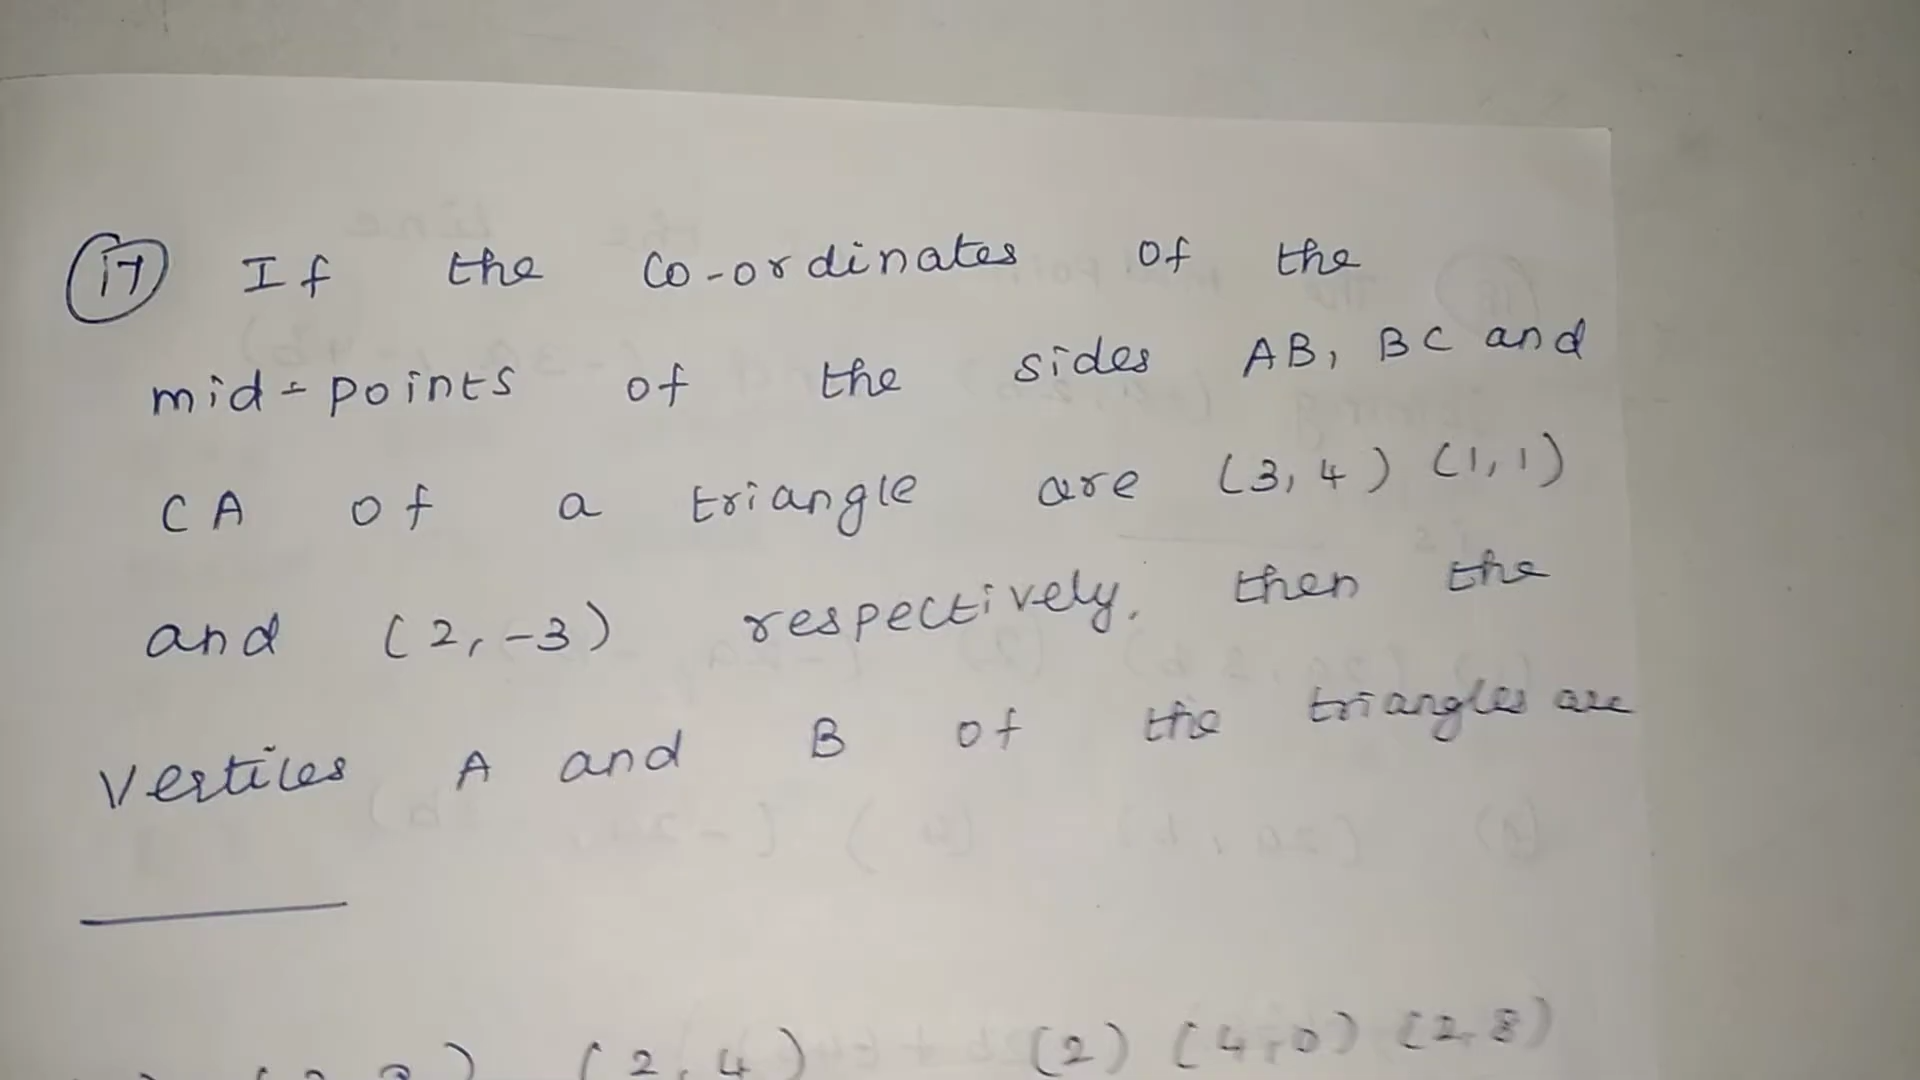 17 If the Co-ordinates of the
mid-points of the sides AB, BC and
CA of a triangle are (3,4) (1,1)
and (2,-3) respectively, then the
Vertices A and B of the triangles are
(2,4) (2) (4,0) (2,8)